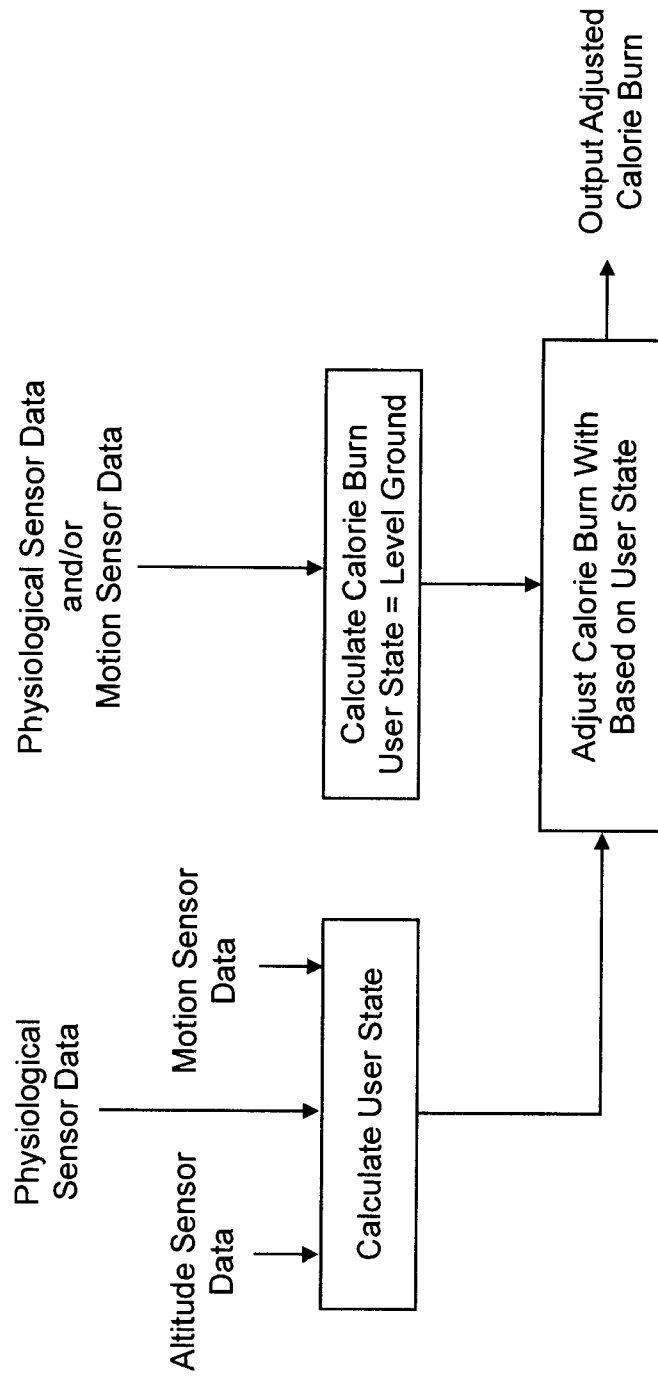 Physiological
Sensor Data
Altitude Sensor
Data
Motion Sensor
Data
Calculate User State
Physiological Sensor Data
and/or
Motion Sensor Data
Calculate Calorie Burn
User State = Level Ground
Adjust Calorie Burn With
Based on User State
Output Adjusted
Calorie Burn